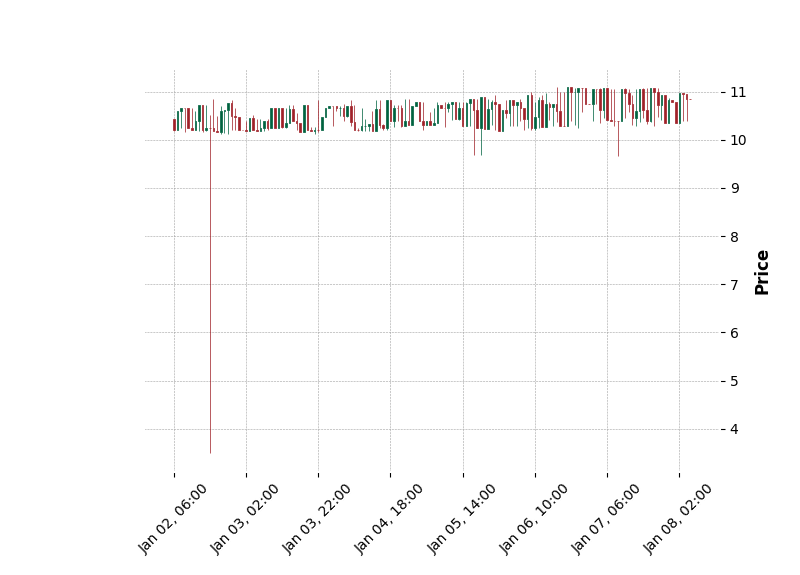 11
10
9
8
7
6
5
4
Price
Jan 02, 06:00
Jan 03, 02:00
Jan 03, 22:00
Jan 04, 18:00
Jan 05, 14:00
Jan 06, 10:00
Jan 07, 06:00
Jan 08, 02:00